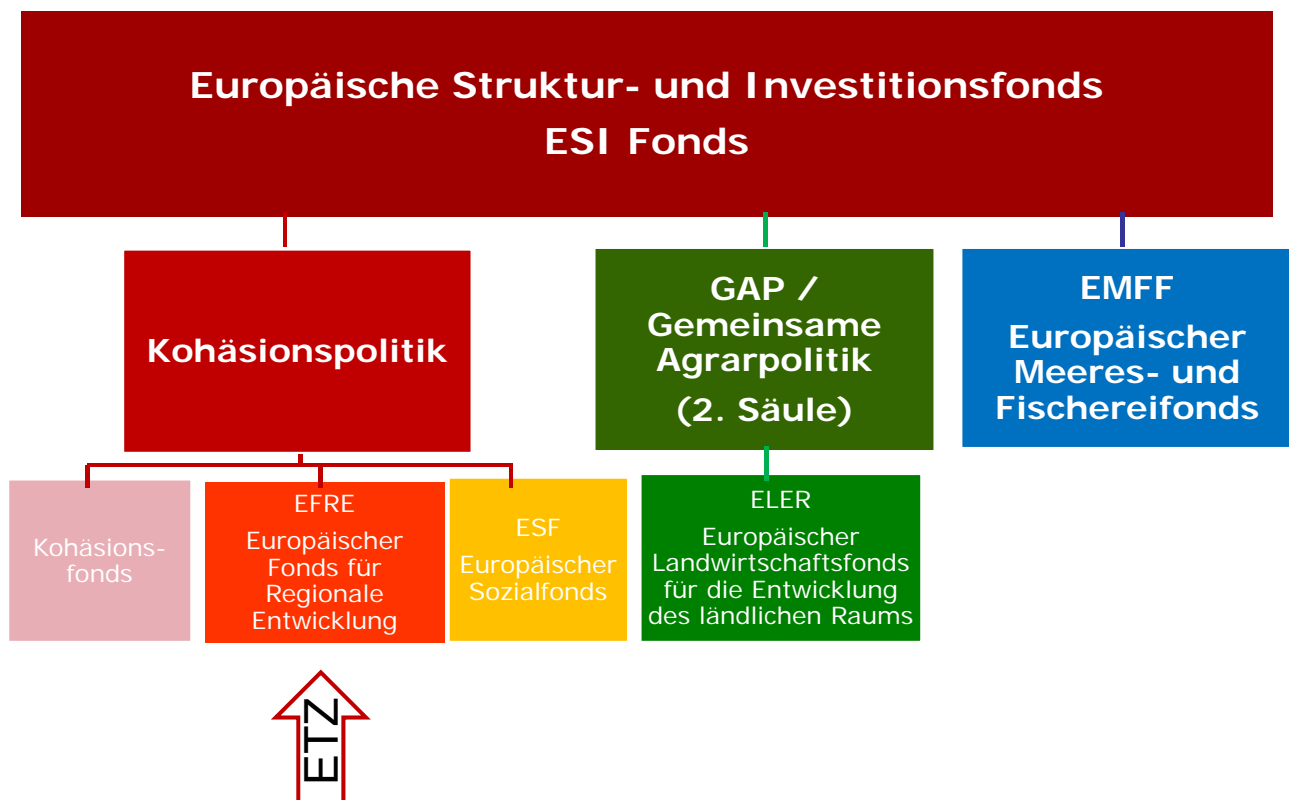 Europäische Struktur- und Investitionsfonds
ESI Fonds
Kohäsionspolitik
GAP /
Gemeinsame
Agrarpolitik
(2. Säule)
EMFF
Europäischer
Meeres- und
Fischereifonds
Kohäsions-
fonds
EFRE
Europäischer
Fonds für
Regionale
Entwicklung
ESF
Europäischer
Sozialfonds
ELER
Europäischer
Landwirtschaftsfonds
für die Entwicklung
des ländlichen Raums
ETZ